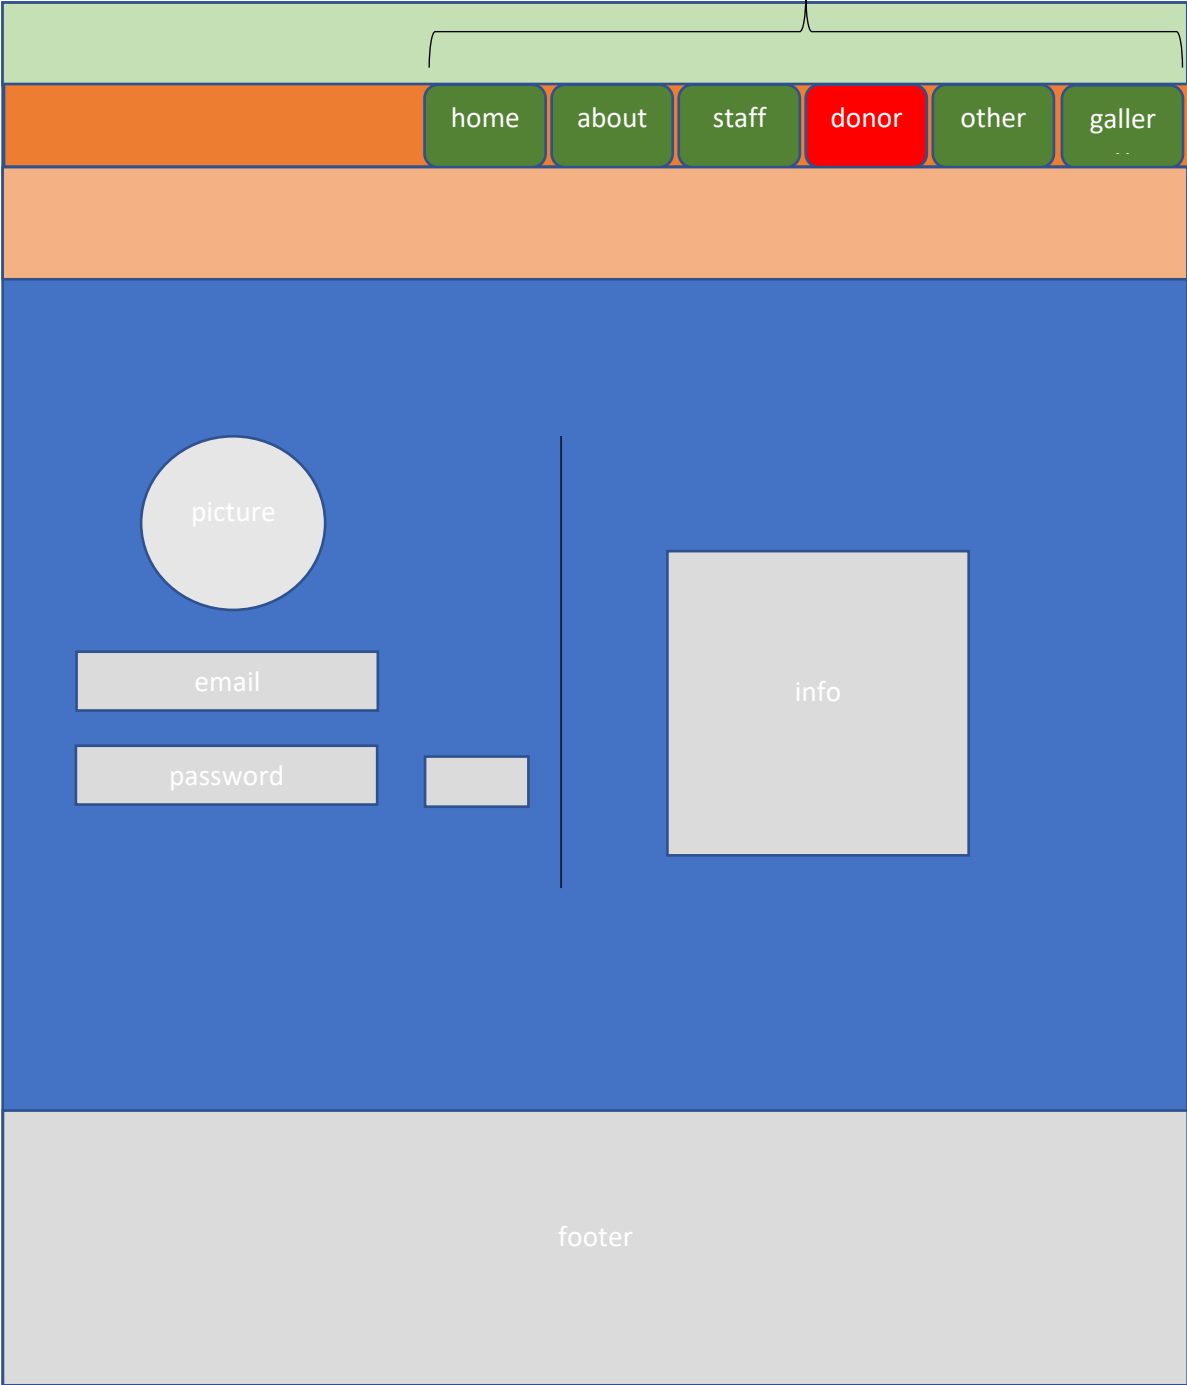 home
about
staff
donor
other
galler
picture
email
info
password
footer